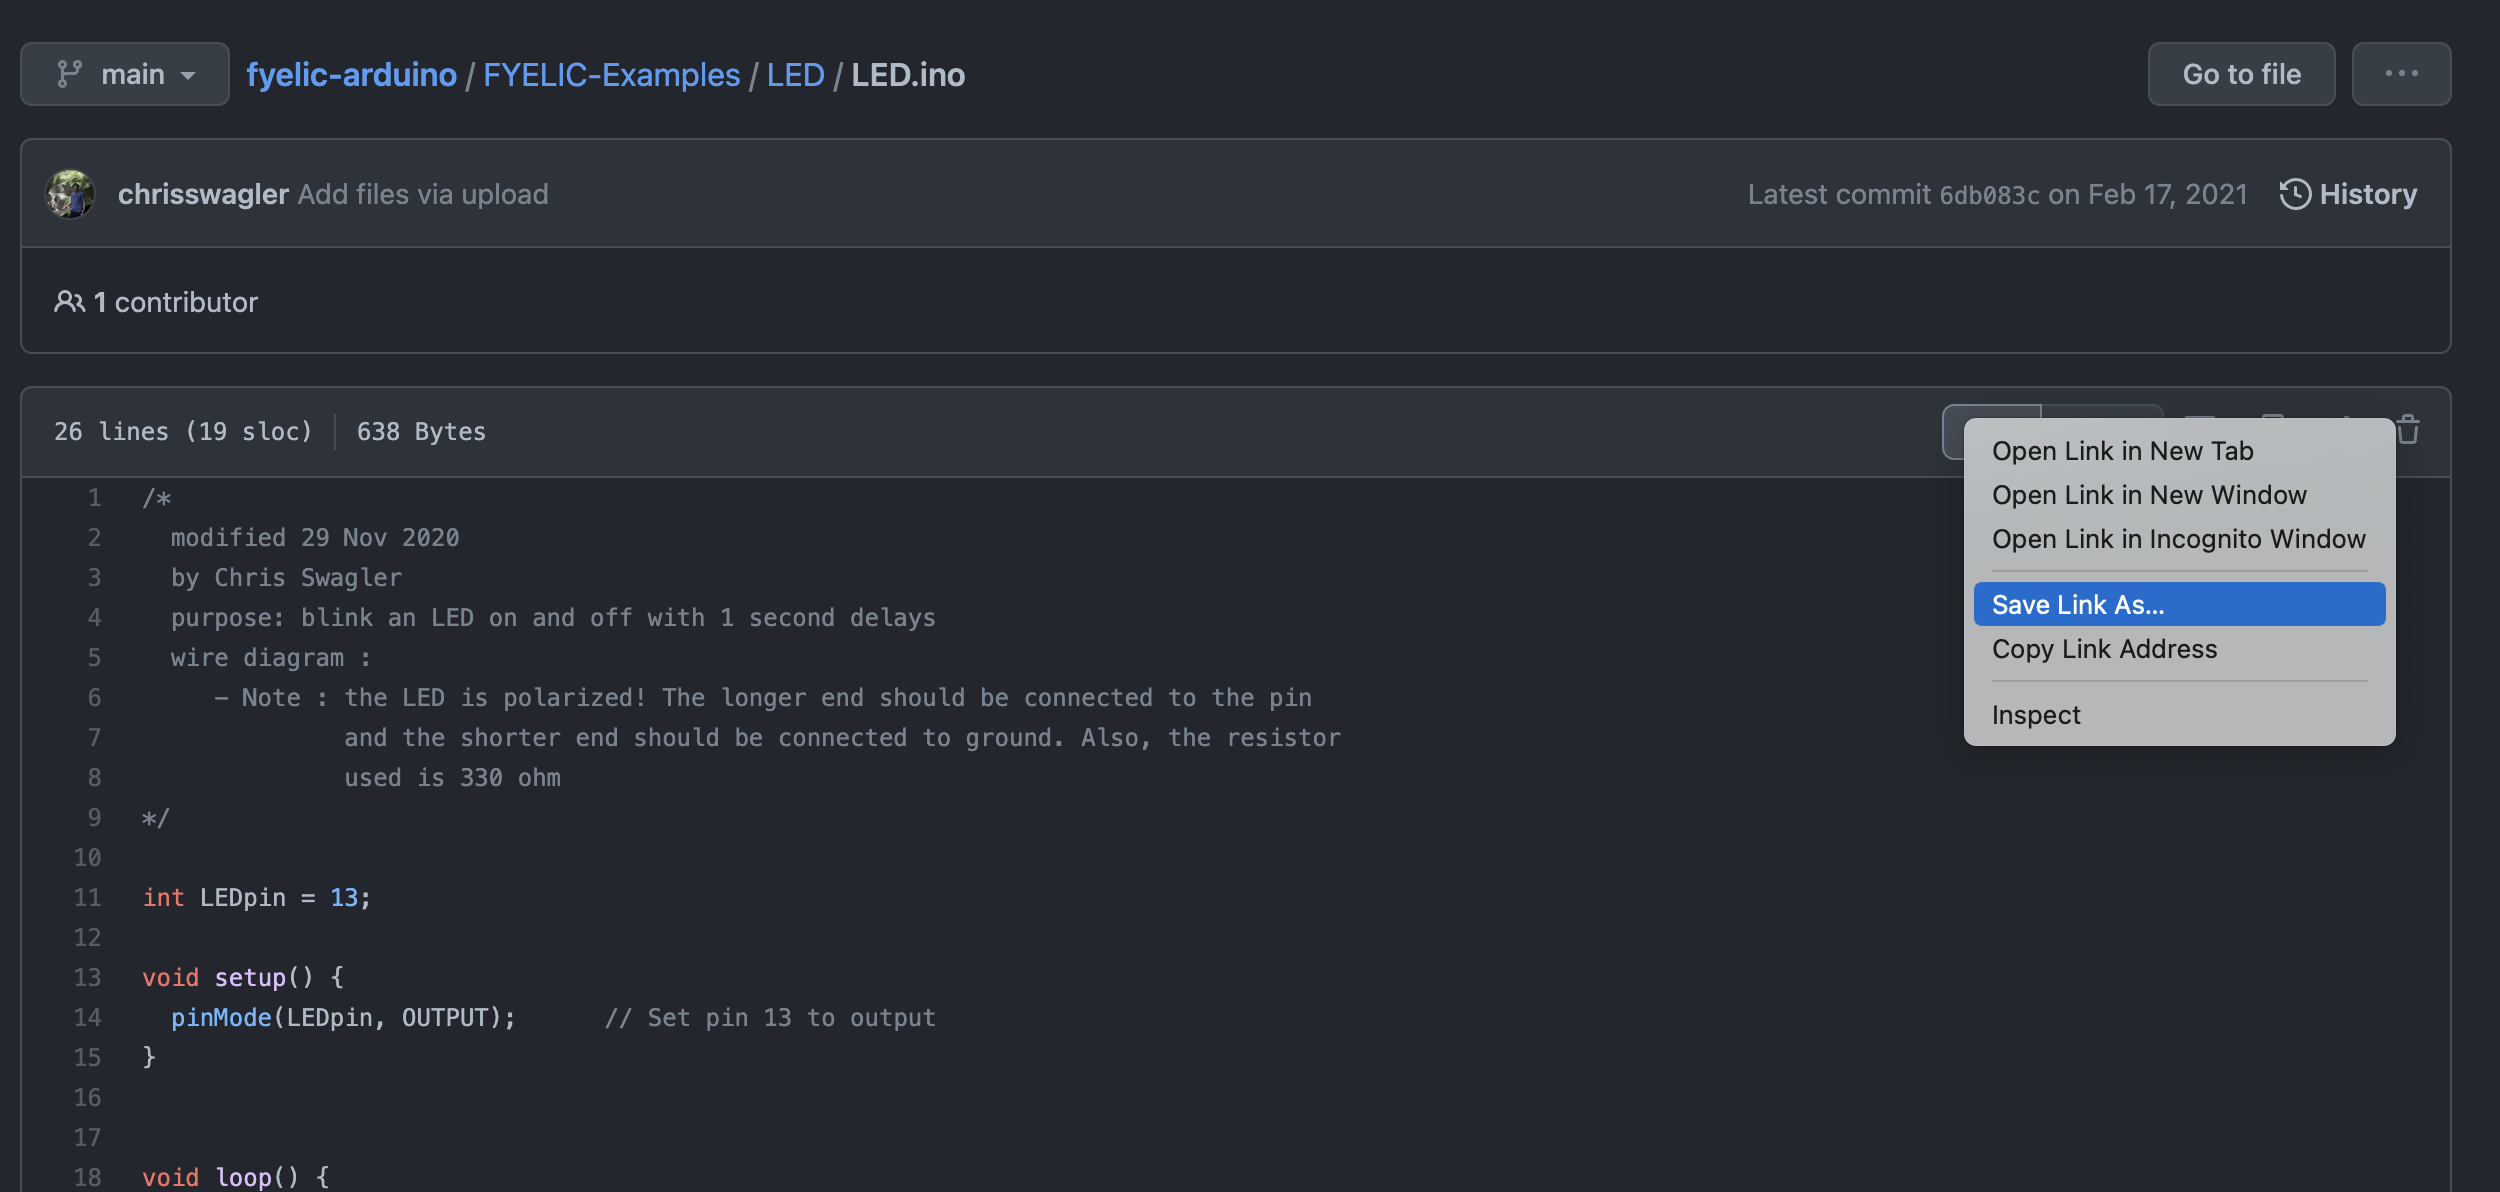 main
fyelic-arduino / FYELIC-Examples / LED / LED.ino
Go to file
...
chrisswagler Add files via upload
Latest commit 6db083c on Feb 17, 2021
History
1 contributor
26 lines (19 sloc)
638 Bytes
Open Link in New Tab
Open Link in New Window
Open Link in Incognito Window
Save Link As...
Copy Link Address
Inspect
1 /*
2 modified 29 Nov 2020
3 by Chris Swagler
4 purpose: blink an LED on and off with 1 second delays
5 wire diagram :
6 – Note : the LED is polarized! The longer end should be connected to the pin
7 and the shorter end should be connected to ground. Also, the resistor
8 used is 330 ohm
9 */
10
11 int LEDpin = 13;
12
13 void setup() {
14 pinMode(LEDpin, OUTPUT); // Set pin 13 to output
15 }
16
17
18 void loop() {